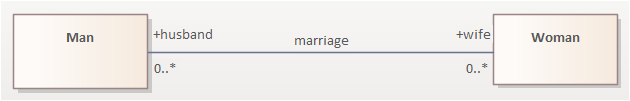 Man
+husband
marriage
+wife
Woman
0..*
0..*